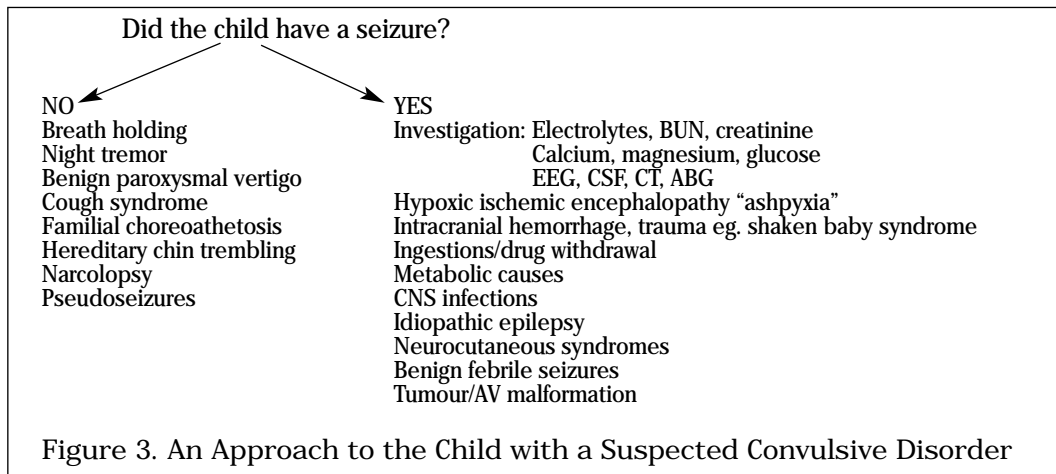 Did the child have a seizure?
NO
Breath holding
Night tremor
Benign paroxysmal vertigo
Cough syndrome
Familial choreoathetosis
Hereditary chin trembling
Narcolopsy
Pseudoseizures
YES
Investigation: Electrolytes, BUN, creatinine
Calcium, magnesium, glucose
EEG, CSF, CT, ABG
Hypoxic ischemic encephalopathy “ashpyxia”
Intracranial hemorrhage, trauma eg. shaken baby syndrome
Ingestions/drug withdrawal
Metabolic causes
CNS infections
Idiopathic epilepsy
Neurocutaneous syndromes
Benign febrile seizures
Tumour/AV malformation
Figure 3. An Approach to the Child with a Suspected Convulsive Disorder